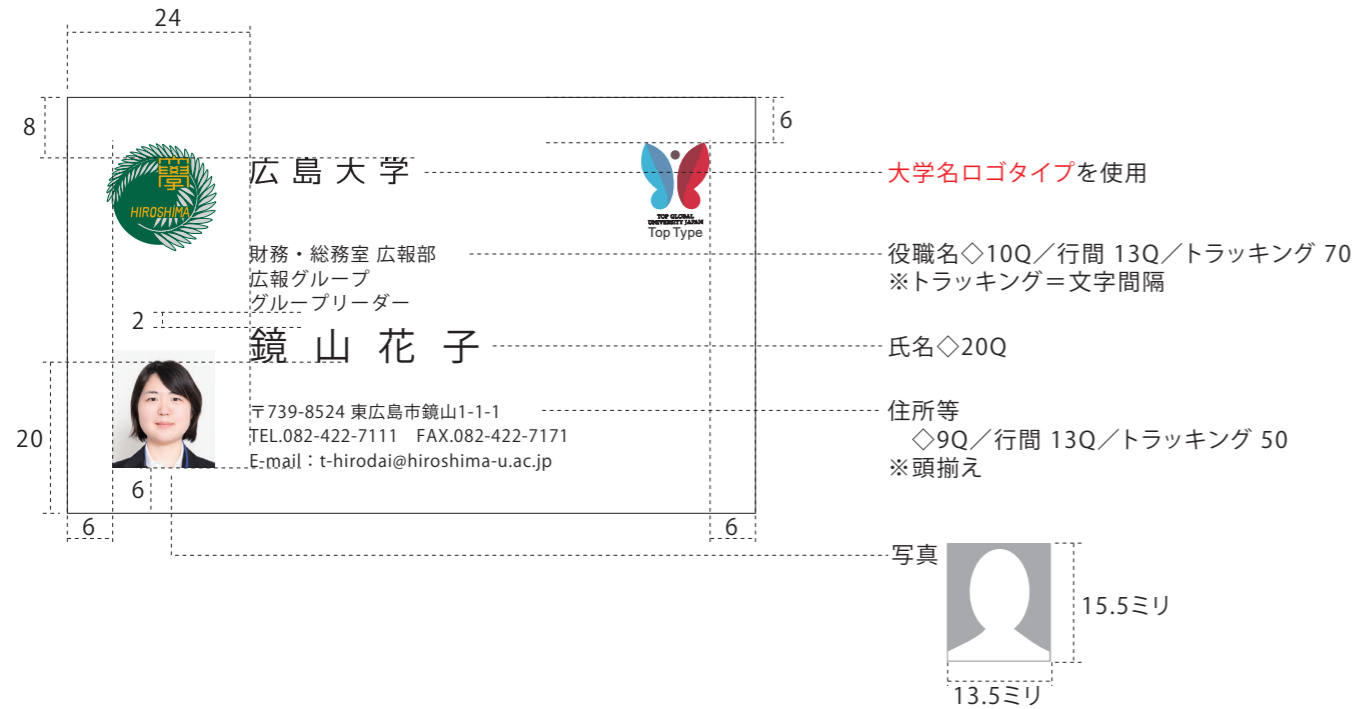 24
8
6
学
HIROSHIMA
広島大学
TOP GLOBAL
UNIVERSITY JAPAN
Top Type
大学名ロゴタイプを使用
財務・総務室 広報部
広報グループ
グループリーダー
役職名◇10Q／行間 13Q／トラッキング 70
※トラッキング＝文字間隔
2
鏡山花子
氏名◇20Q
20
〒739-8524 東広島市鏡山1-1-1
TEL.082-422-7111　FAX.082-422-7171
E-mail：t-hirodai@hiroshima-u.ac.jp
住所等
◇9Q／行間 13Q／トラッキング 50
※頭揃え
6
6
6
写真
15.5ミリ
13.5ミリ